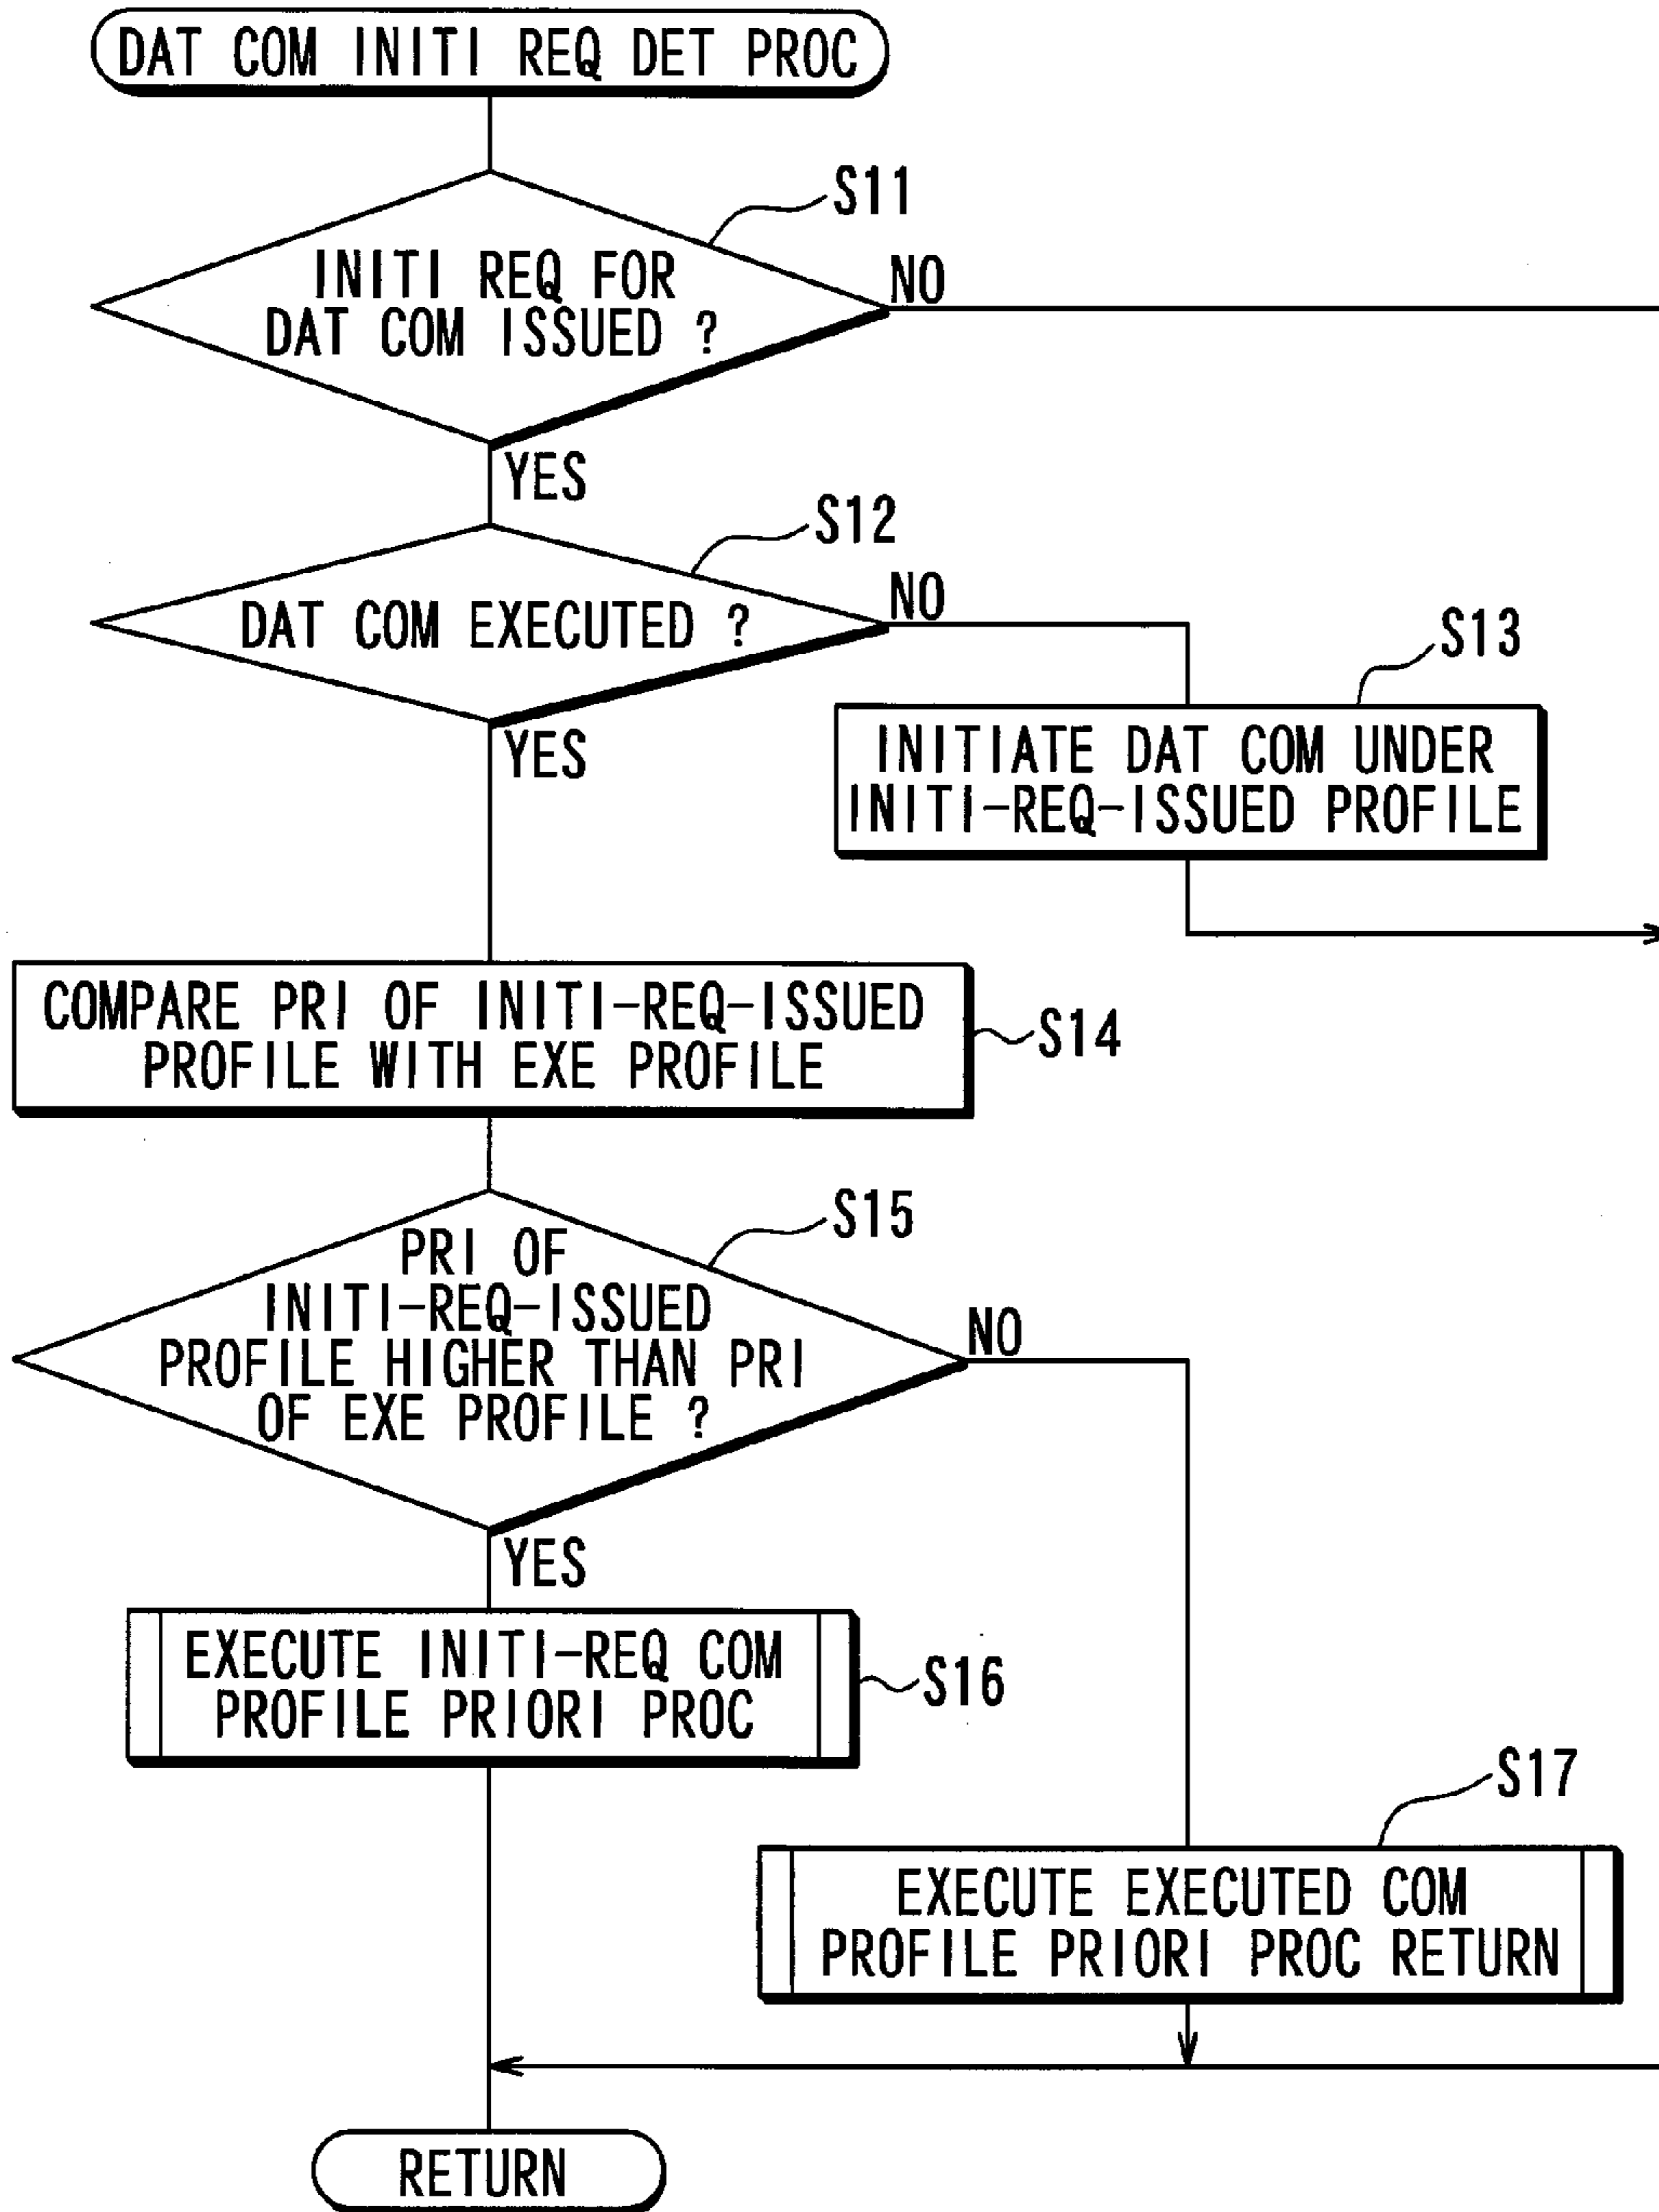 DAT COM INITI REQ DET PROC
S11
INITI REQ FOR
DAT COM ISSUED ?
NO
YES
S12
DAT COM EXECUTED ?
NO
YES
S13
INITIATE DAT COM UNDER
INITI-REQ-ISSUED PROFILE
COMPARE PRI OF INITI-REQ-ISSUED
PROFILE WITH EXE PROFILE
S14
S15
PRI OF
INITI-REQ-ISSUED
PROFILE HIGHER THAN PRI
OF EXE PROFILE ?
NO
YES
EXECUTE INITI-REQ COM
PROFILE PRIORI PROC
S16
S17
EXECUTE EXECUTED COM
PROFILE PRIORI PROC RETURN
RETURN